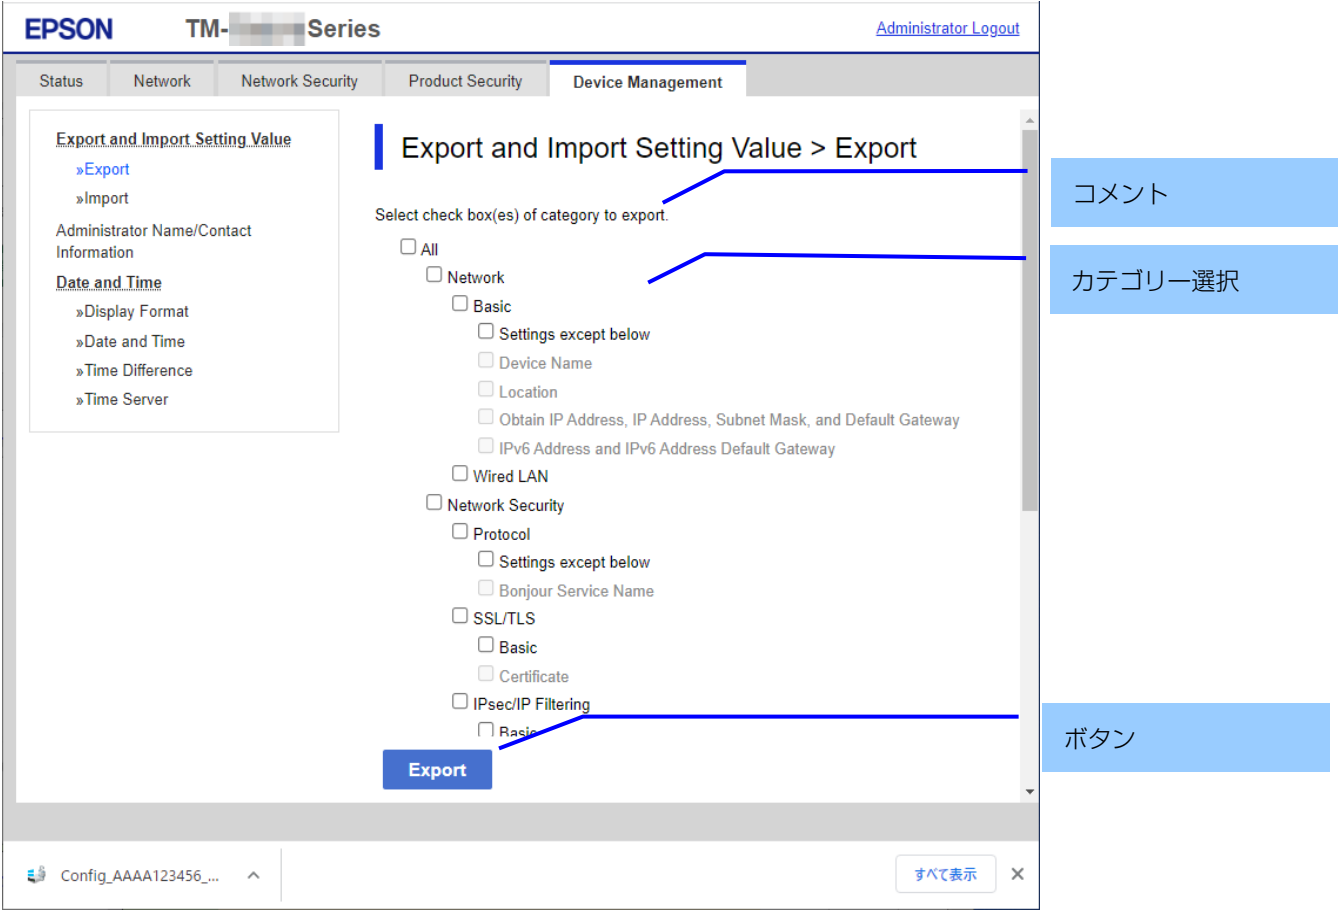 EPSON
TM- Series
Administrator Logout
Status
Network
Network Security
Product Security
Device Management
Export and Import Setting Value
»Export
»Import
Administrator Name/Contact
Information
Date and Time
»Display Format
»Date and Time
»Time Difference
»Time Server
Export and Import Setting Value > Export
Select check box(es) of category to export.
All
Network
Basic
Settings except below
Device Name
Location
Obtain IP Address, IP Address, Subnet Mask, and Default Gateway
IPv6 Address and IPv6 Address Default Gateway
Wired LAN
Network Security
Protocol
Settings except below
Bonjour Service Name
SSL/TLS
Basic
Certificate
IPsec/IP Filtering
Basic
Export
コメント
カテゴリー選択
ボタン
Config_AAAA123456_...
すべて表示